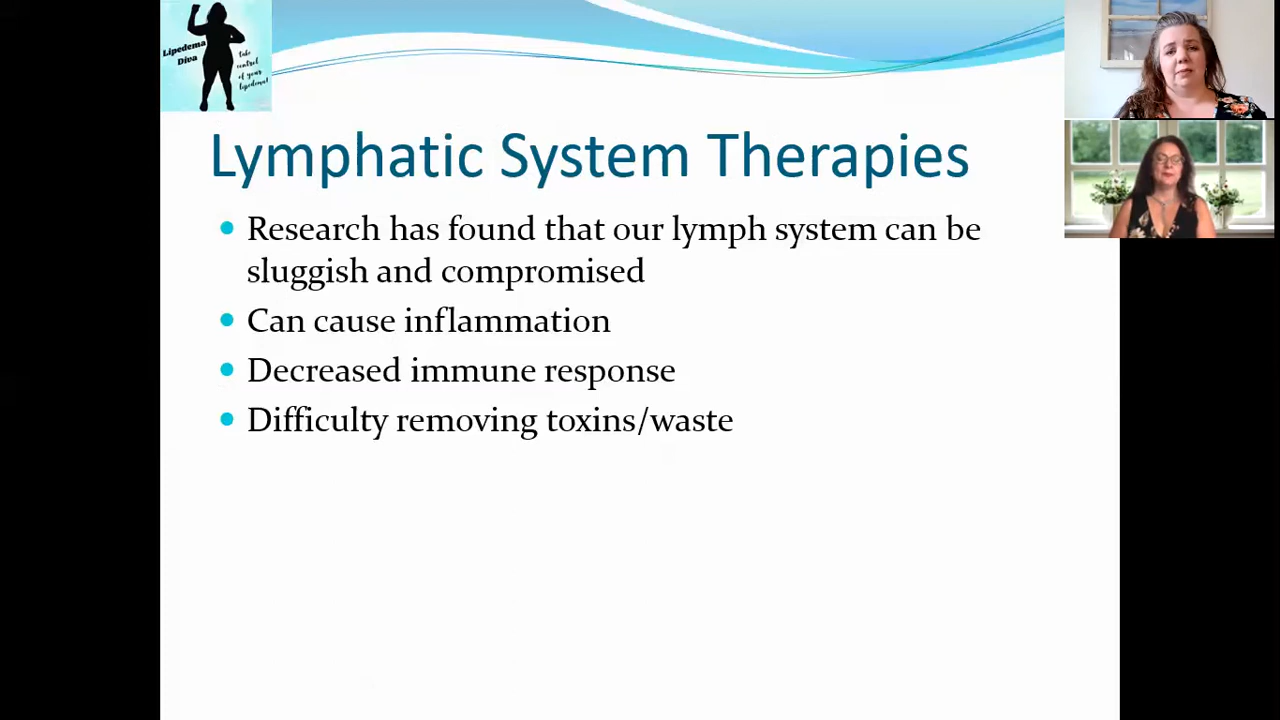 Lipedema
Diva
take
control
of your
lipedema!
Lymphatic System Therapies
Research has found that our lymph system can be
sluggish and compromised
Can cause inflammation
Decreased immune response
Difficulty removing toxins/waste